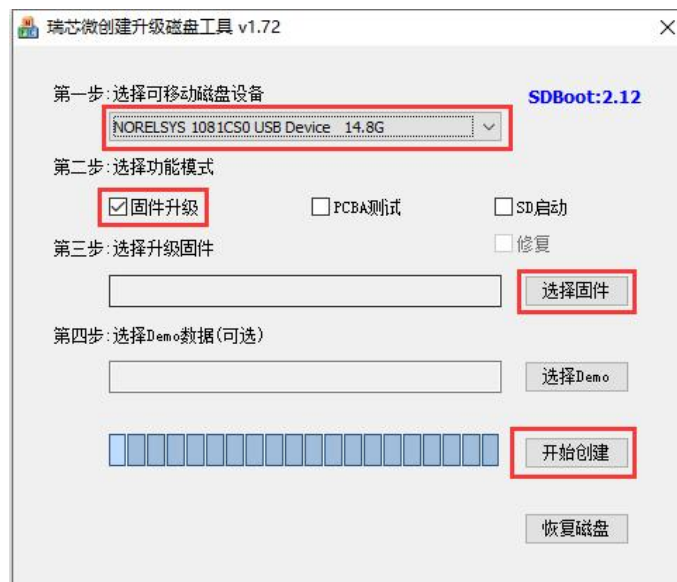 瑞芯微创建升级磁盘工具 v1.72
第一步:选择可移动磁盘设备
SDBoot:2.12
NORELSYS 1081CS0 USB Device 14.8G
第二步:选择功能模式
固件升级 PCBA测试 SD启动
修复
第三步:选择升级固件
选择固件
第四步:选择Demo数据(可选)
选择Demo
开始创建
恢复磁盘